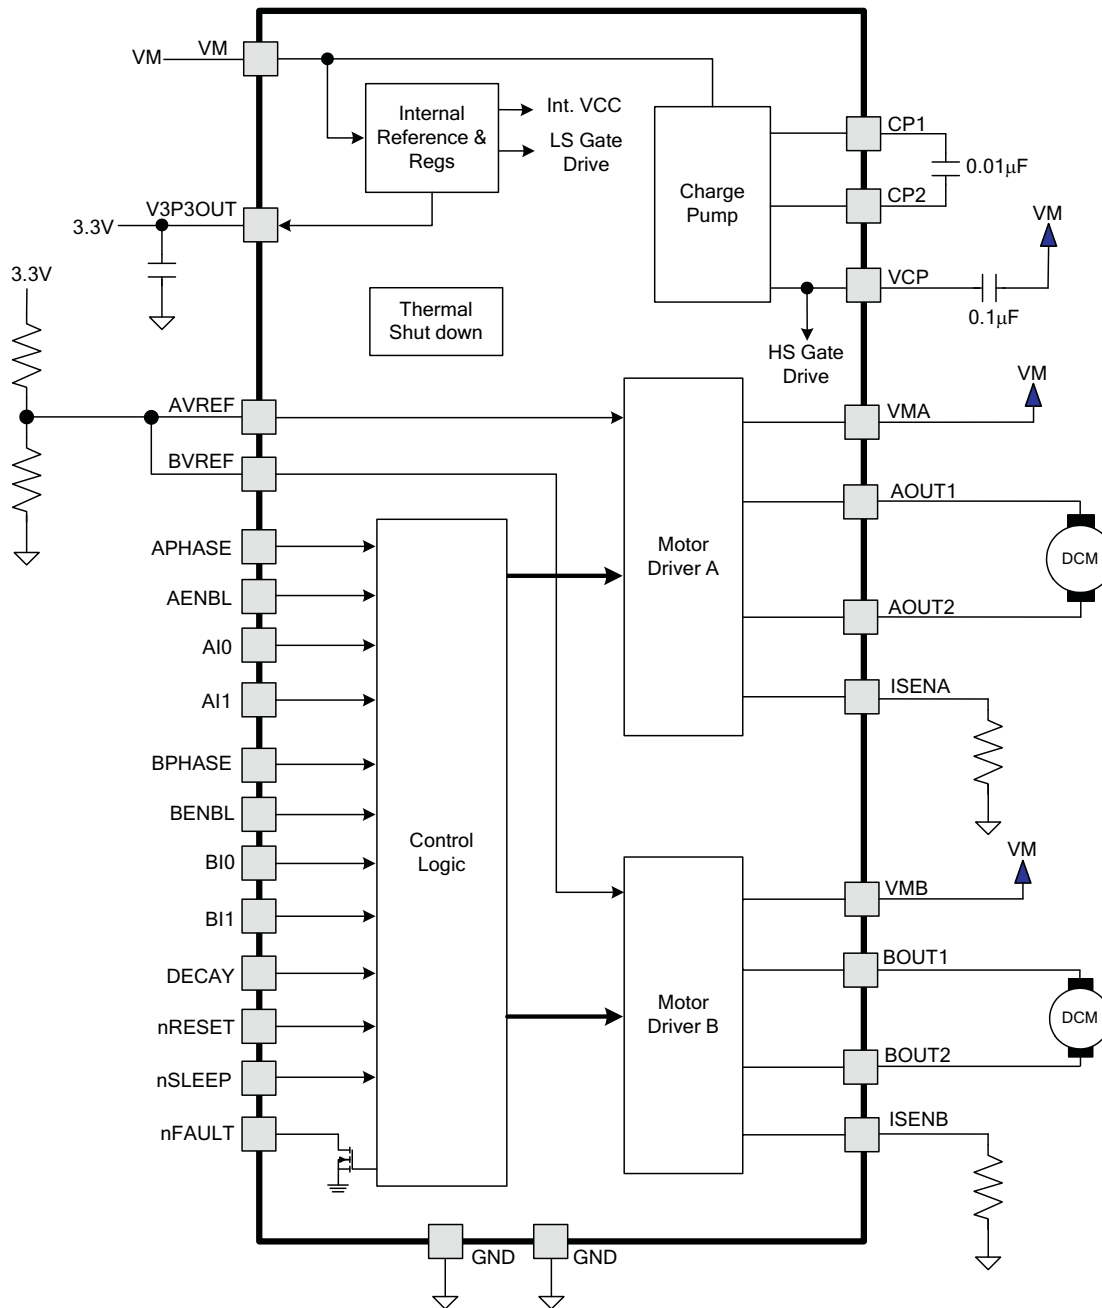 VM
VM
Internal
Reference &
Regs
Int. VCC
LS Gate
Drive
Charge
Pump
CP1
0.01µF
CP2
V3P3OUT
3.3V
3.3V
VM
VCP
0.1µF
HS Gate
Drive
Thermal
Shut down
VM
AVREF
VMA
BVREF
AOUT1
APHASE
Motor
Driver A
DCM
AENBL
AOUT2
AI0
AI1
ISENA
BPHASE
BENBL
Control
Logic
VM
BI0
VMB
BI1
BOUT1
DECAY
Motor
Driver B
DCM
nRESET
BOUT2
nSLEEP
ISENB
nFAULT
GND
GND